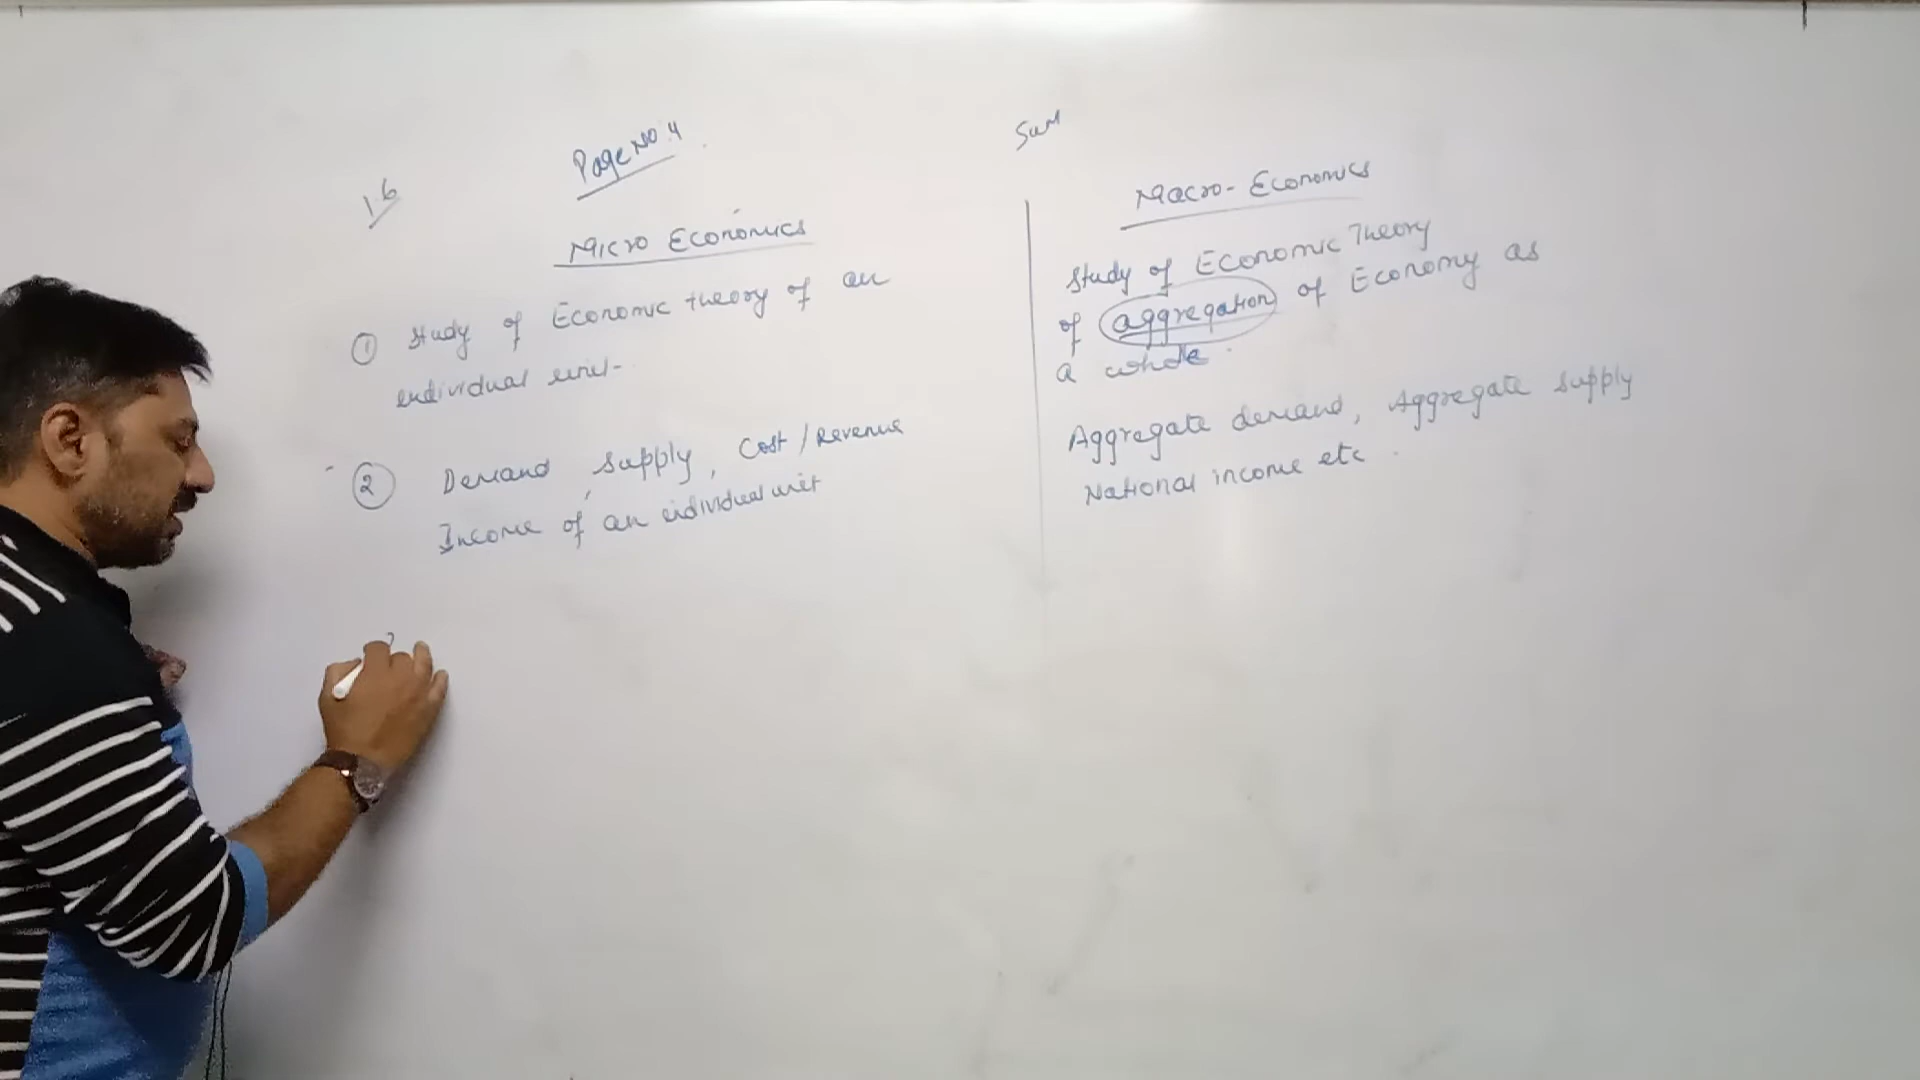 Page No. 4
1.6
Micro Economics
① Study of Economic theory of an
individual unit.
② Demand, Supply, Cost / Revenue
Income of an individual unit
Sum
Macro- Economics
Study of Economic Theory
of aggregation of Economy as
a whole.
Aggregate demand, Aggregate supply
National income etc.